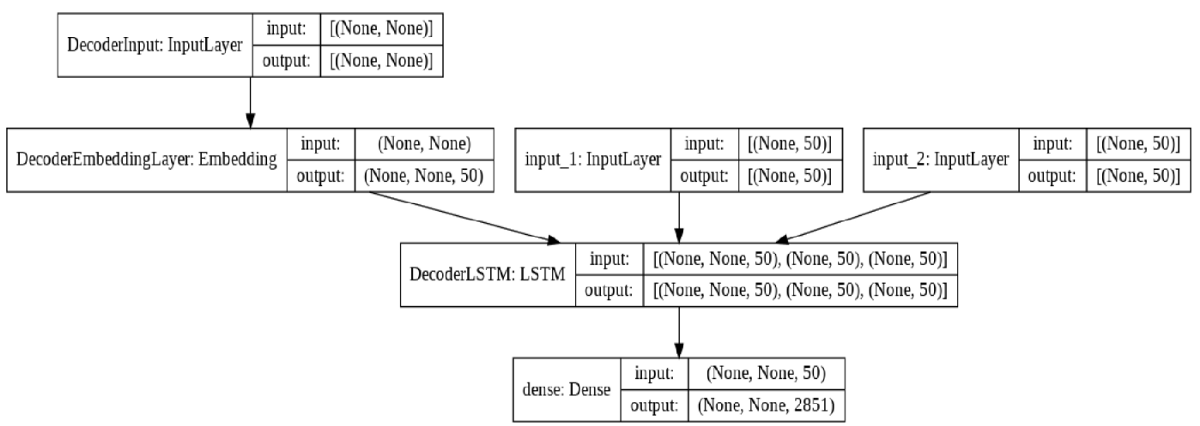 DecoderInput: InputLayer
input: [(None, None)]
output: [(None, None)]
DecoderEmbeddingLayer: Embedding
input: (None, None)
output: (None, None, 50)
input_1: InputLayer
input: [(None, 50)]
output: [(None, 50)]
input_2: InputLayer
input: [(None, 50)]
output: [(None, 50)]
DecoderLSTM: LSTM
input: [(None, None, 50), (None, 50), (None, 50)]
output: [(None, None, 50), (None, 50), (None, 50)]
dense: Dense
input: (None, None, 50)
output: (None, None, 2851)